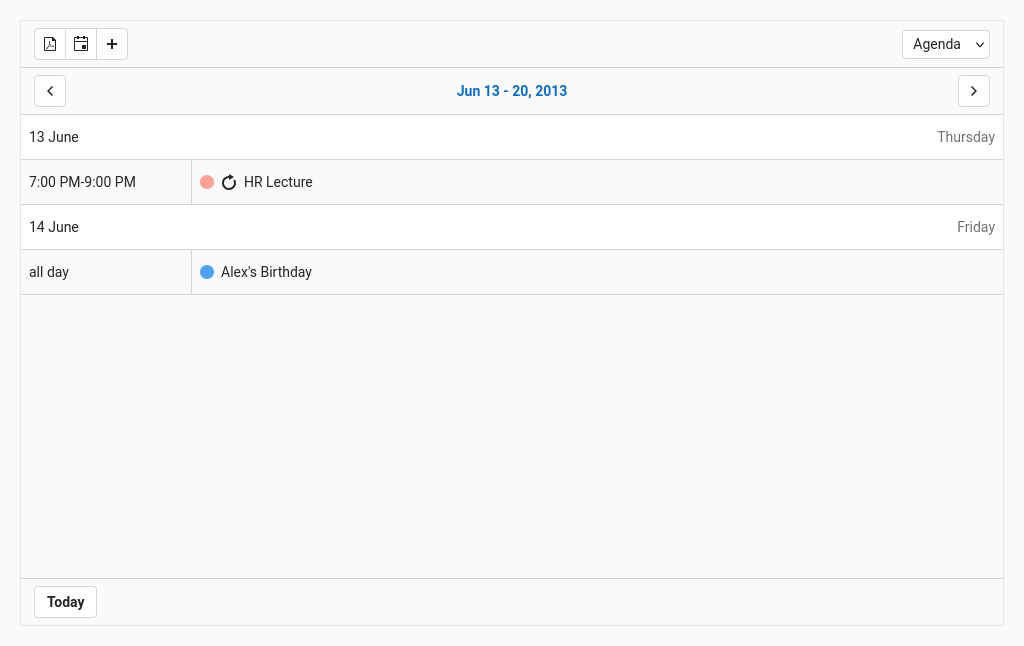 Agenda
Jun 13 - 20, 2013
13 June Thursday
7:00 PM-9:00 PM HR Lecture
14 June Friday
all day Alex's Birthday
Today